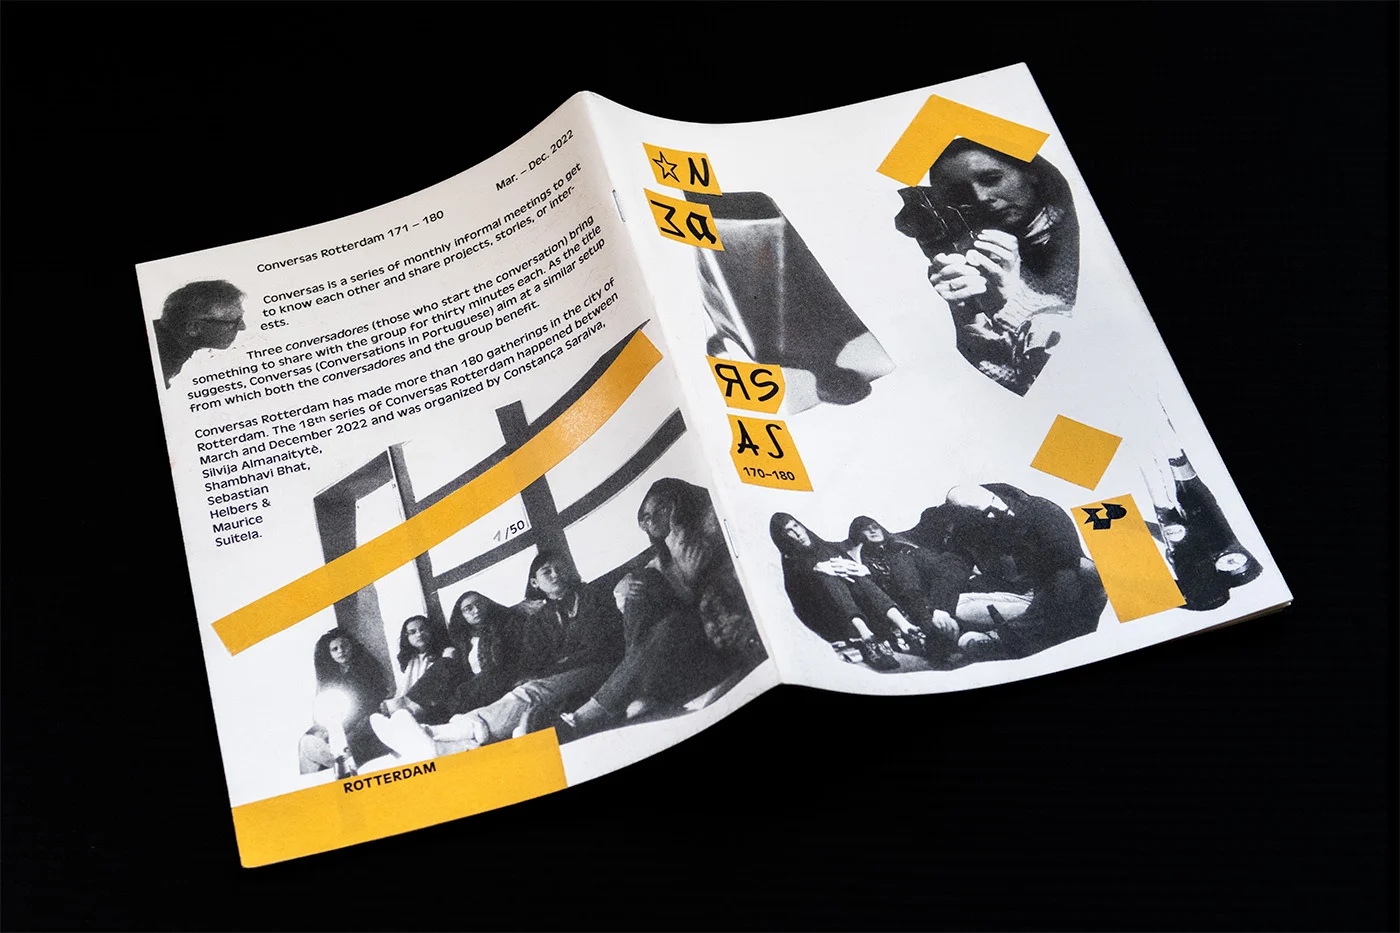 Mar. – Dec. 2022
Conversas Rotterdam 171 – 180
Conversas is a series of monthly informal meetings to get
to know each other and share projects, stories, or inter-
ests.
Three conversadores (those who start the conversation) bring
something to share with the group for thirty minutes each. As the title
suggests, Conversas (Conversations in Portuguese) aim at a similar setup
from which both the conversadores and the group benefit.
Conversas Rotterdam has made more than 180 gatherings in the city of
Rotterdam. The 18th series of Conversas Rotterdam happened between
March and December 2022 and was organized by Constança Saraiva,
Silvija Almanaitytė,
Shambhavi Bhat,
Sebastian
Helbers &
Maurice
Suitela.
1/50
ROTTERDAM
☆N
RS
AS
170–180